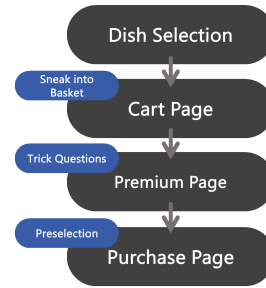 Dish Selection
Sneak into
Basket
Cart Page
Trick Questions
Premium Page
Preselection
Purchase Page